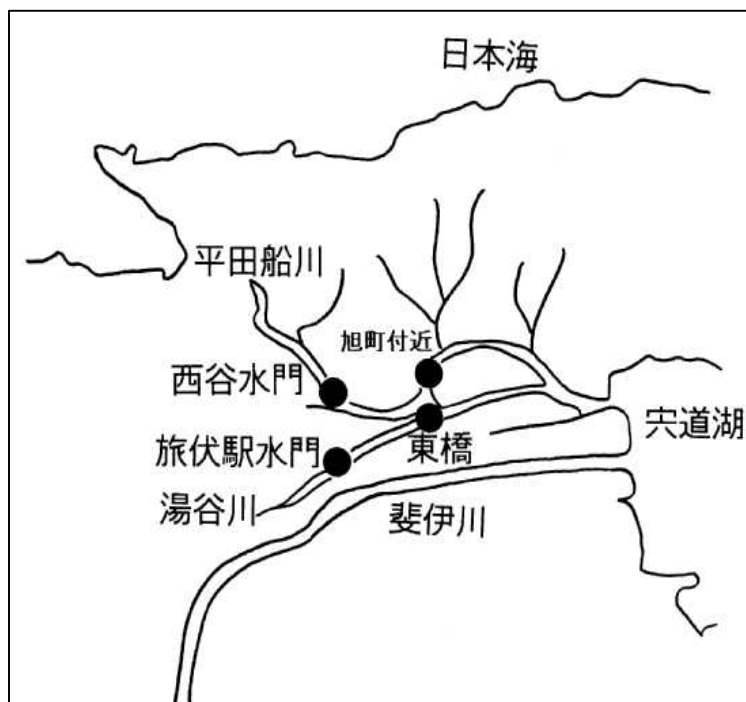 日本海
平田船川
旭町付近
西谷水門
宍道湖
旅伏駅水門
東橋
湯谷川
斐伊川